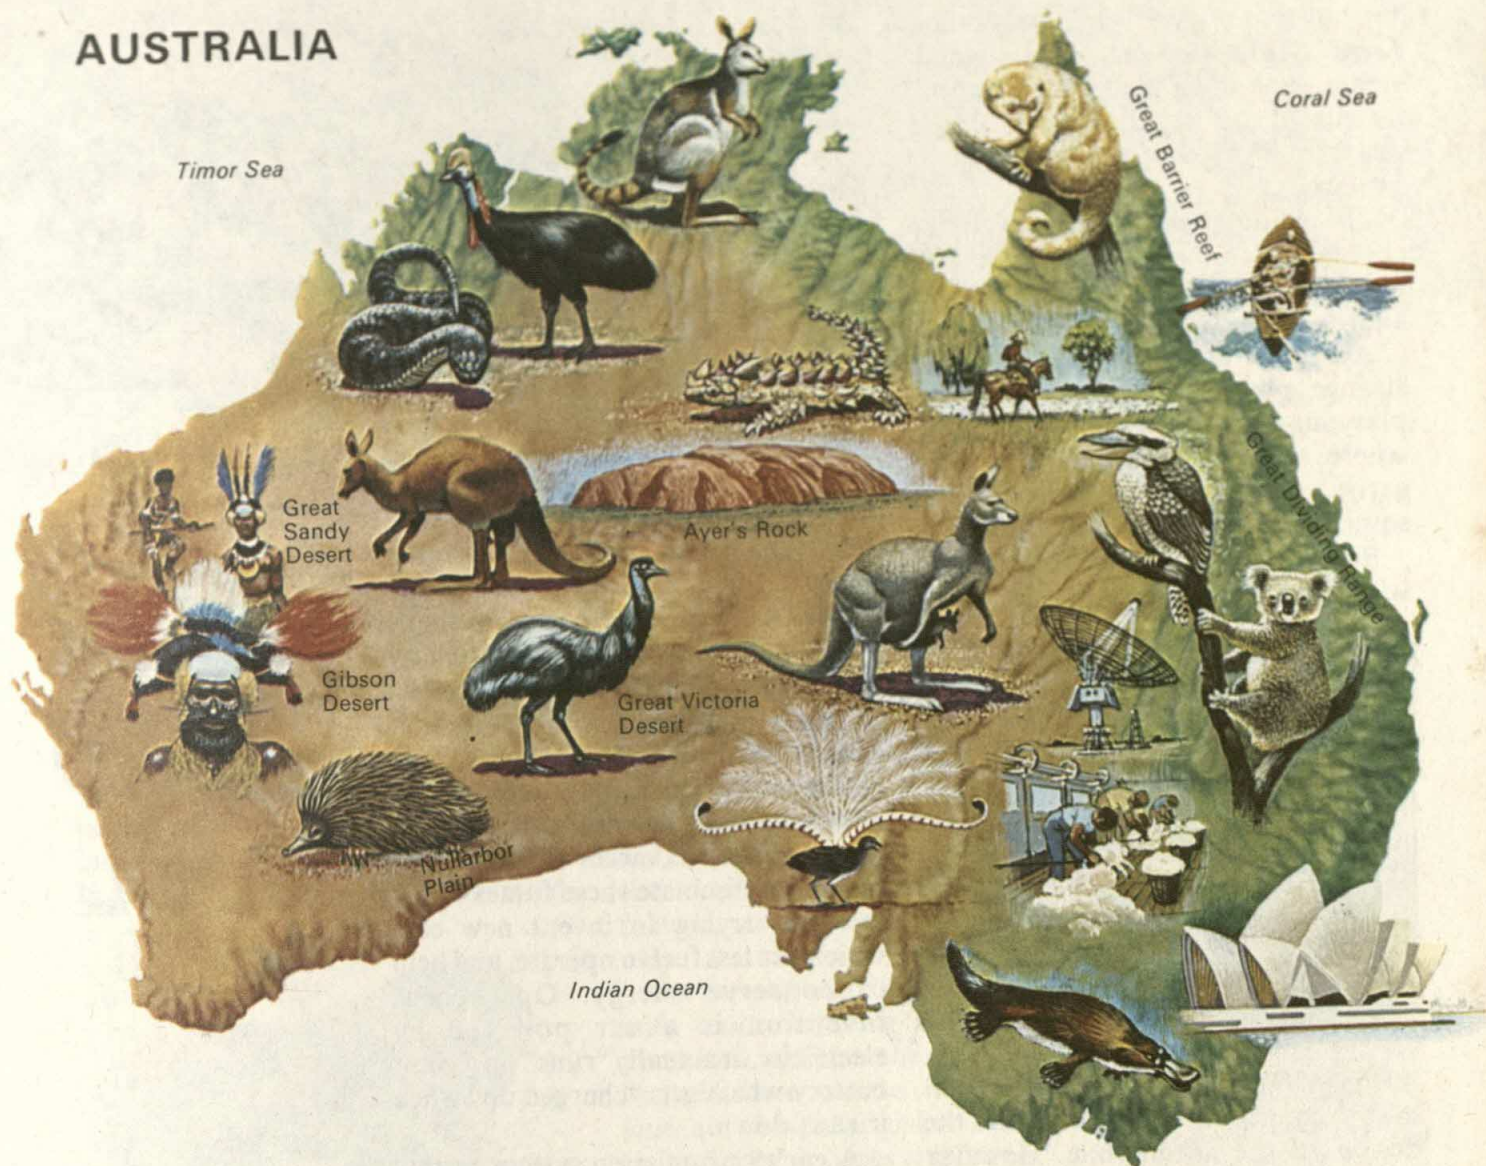 AUSTRALIA
Timor Sea
Coral Sea
Great Barrier Reef
Great Dividing Range
Great
Sandy
Desert
Ayer's Rock
Gibson
Desert
Great Victoria
Desert
Nullarbor
Plain
Indian Ocean